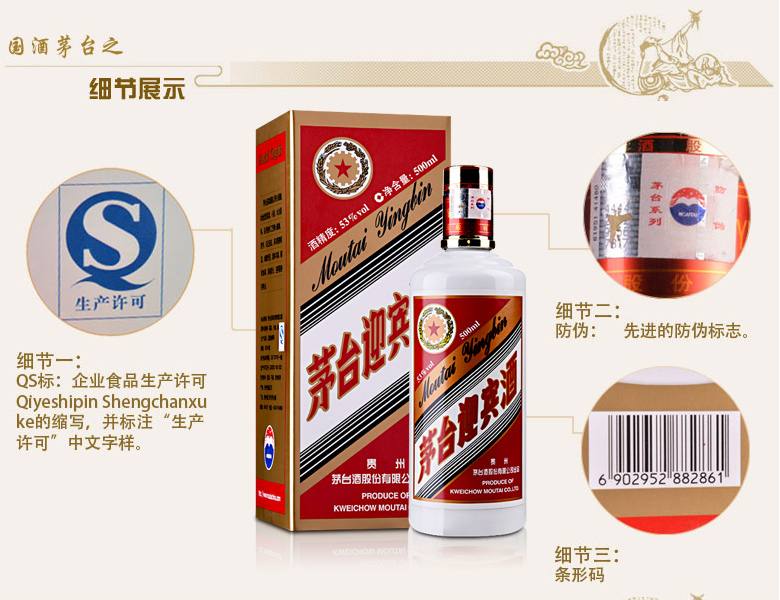 国酒茅台之
细节展示
酒精度：53%vol 净含量：500ml
Moutai Yingbin
茅台迎宾
贵 州
茅台酒股份有限公
PRODUCE OF
KWEICHOW MOUTAI
500ml
53%vol
Moutai Yingbin
茅台迎宾酒
贵 州
茅台酒股份有限公司出品
PRODUCE OF
KWEICHOW MOUTAI CO.,LTD.
S
生产许可
细节一：
QS标：企业食品生产许可
Qiyeshipin Shengchanxu
ke的缩写，并标注“生产
许可”中文字样。
酒 股
茅台系列
防伪
MOUTAI
股 份
细节二：
防伪： 先进的防伪标志。
6 902952 882861
细节三：
条形码